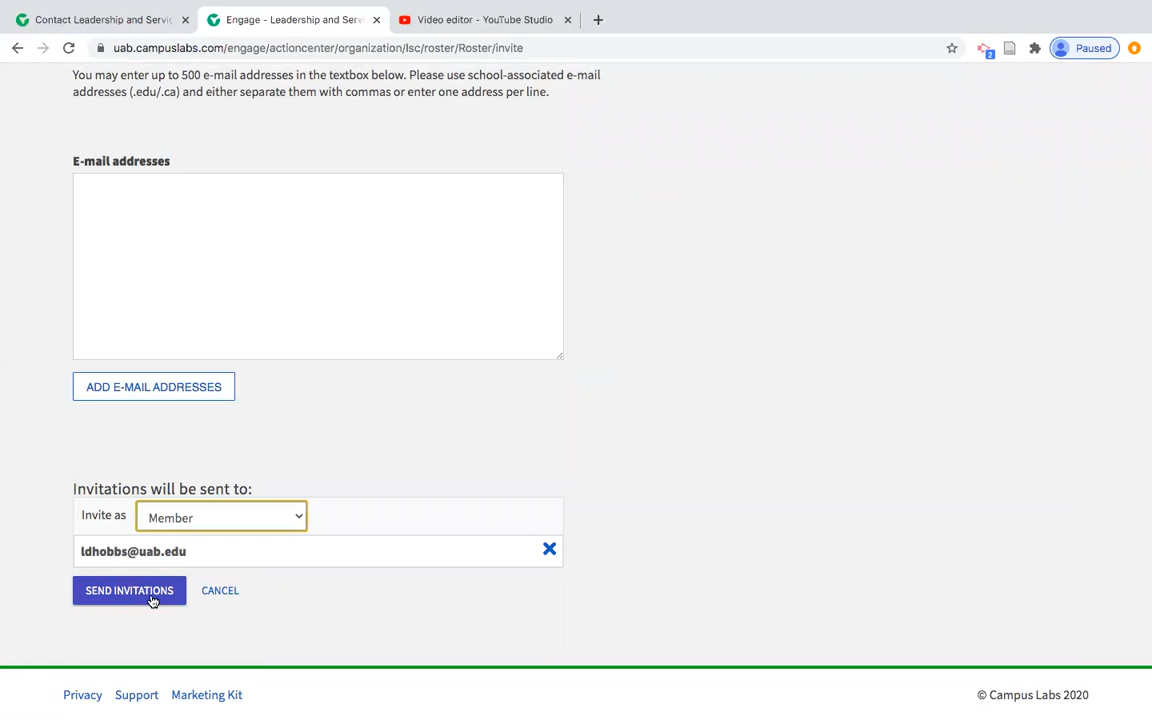 Contact Leadership and Servic
Engage - Leadership and Serv
Video editor - YouTube Studio
uab.campuslabs.com/engage/actioncenter/organization/lsc/roster/Roster/invite
2
Paused
You may enter up to 500 e-mail addresses in the textbox below. Please use school-associated e-mail
addresses (.edu/.ca) and either separate them with commas or enter one address per line.
E-mail addresses
ADD E-MAIL ADDRESSES
Invitations will be sent to:
Invite as Member
ldhobbs@uab.edu
SEND INVITATIONS CANCEL
Privacy Support Marketing Kit © Campus Labs 2020